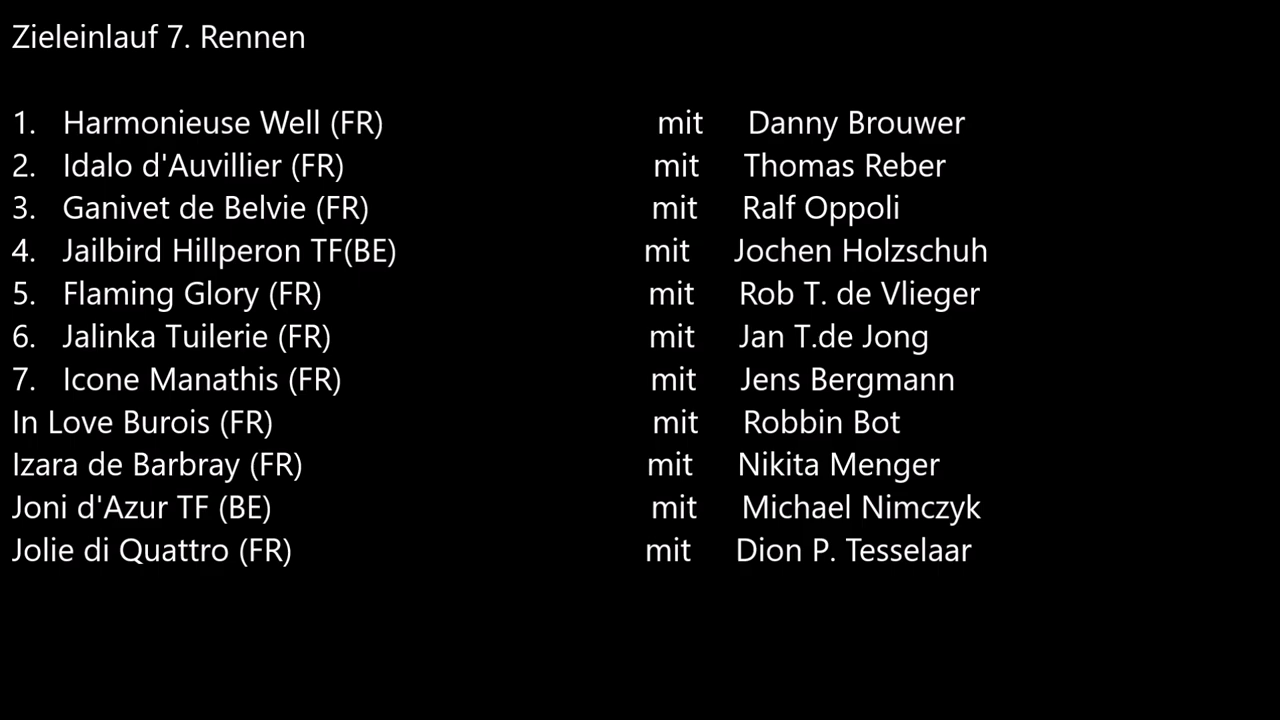 Zieleinlauf 7. Rennen
1. Harmonieuse Well (FR) mit Danny Brouwer
2. Idalo d'Auvillier (FR) mit Thomas Reber
3. Ganivet de Belvie (FR) mit Ralf Oppoli
4. Jailbird Hillperon TF(BE) mit Jochen Holzschuh
5. Flaming Glory (FR) mit Rob T. de Vlieger
6. Jalinka Tuilerie (FR) mit Jan T.de Jong
7. Icone Manathis (FR) mit Jens Bergmann
In Love Burois (FR) mit Robbin Bot
Izara de Barbray (FR) mit Nikita Menger
Joni d'Azur TF (BE) mit Michael Nimczyk
Jolie di Quattro (FR) mit Dion P. Tesselaar